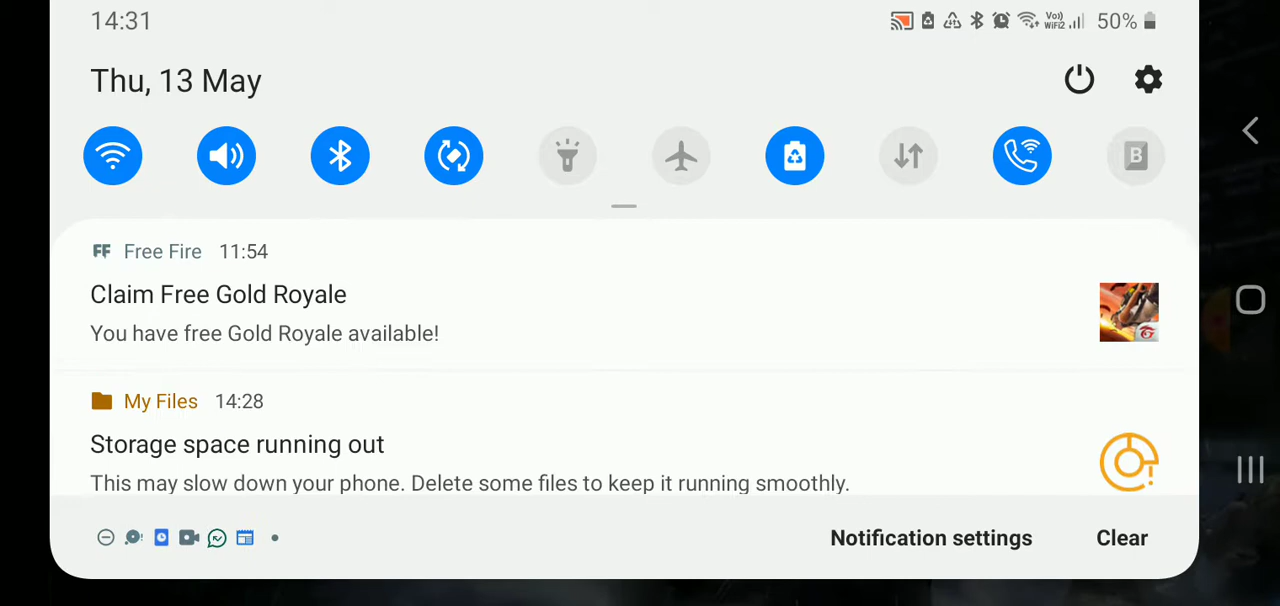 14:31 Vo)) WiFi2 50%
Thu, 13 May
B
FF Free Fire 11:54
Claim Free Gold Royale
You have free Gold Royale available!
My Files 14:28
Storage space running out
This may slow down your phone. Delete some files to keep it running smoothly.
Notification settings Clear